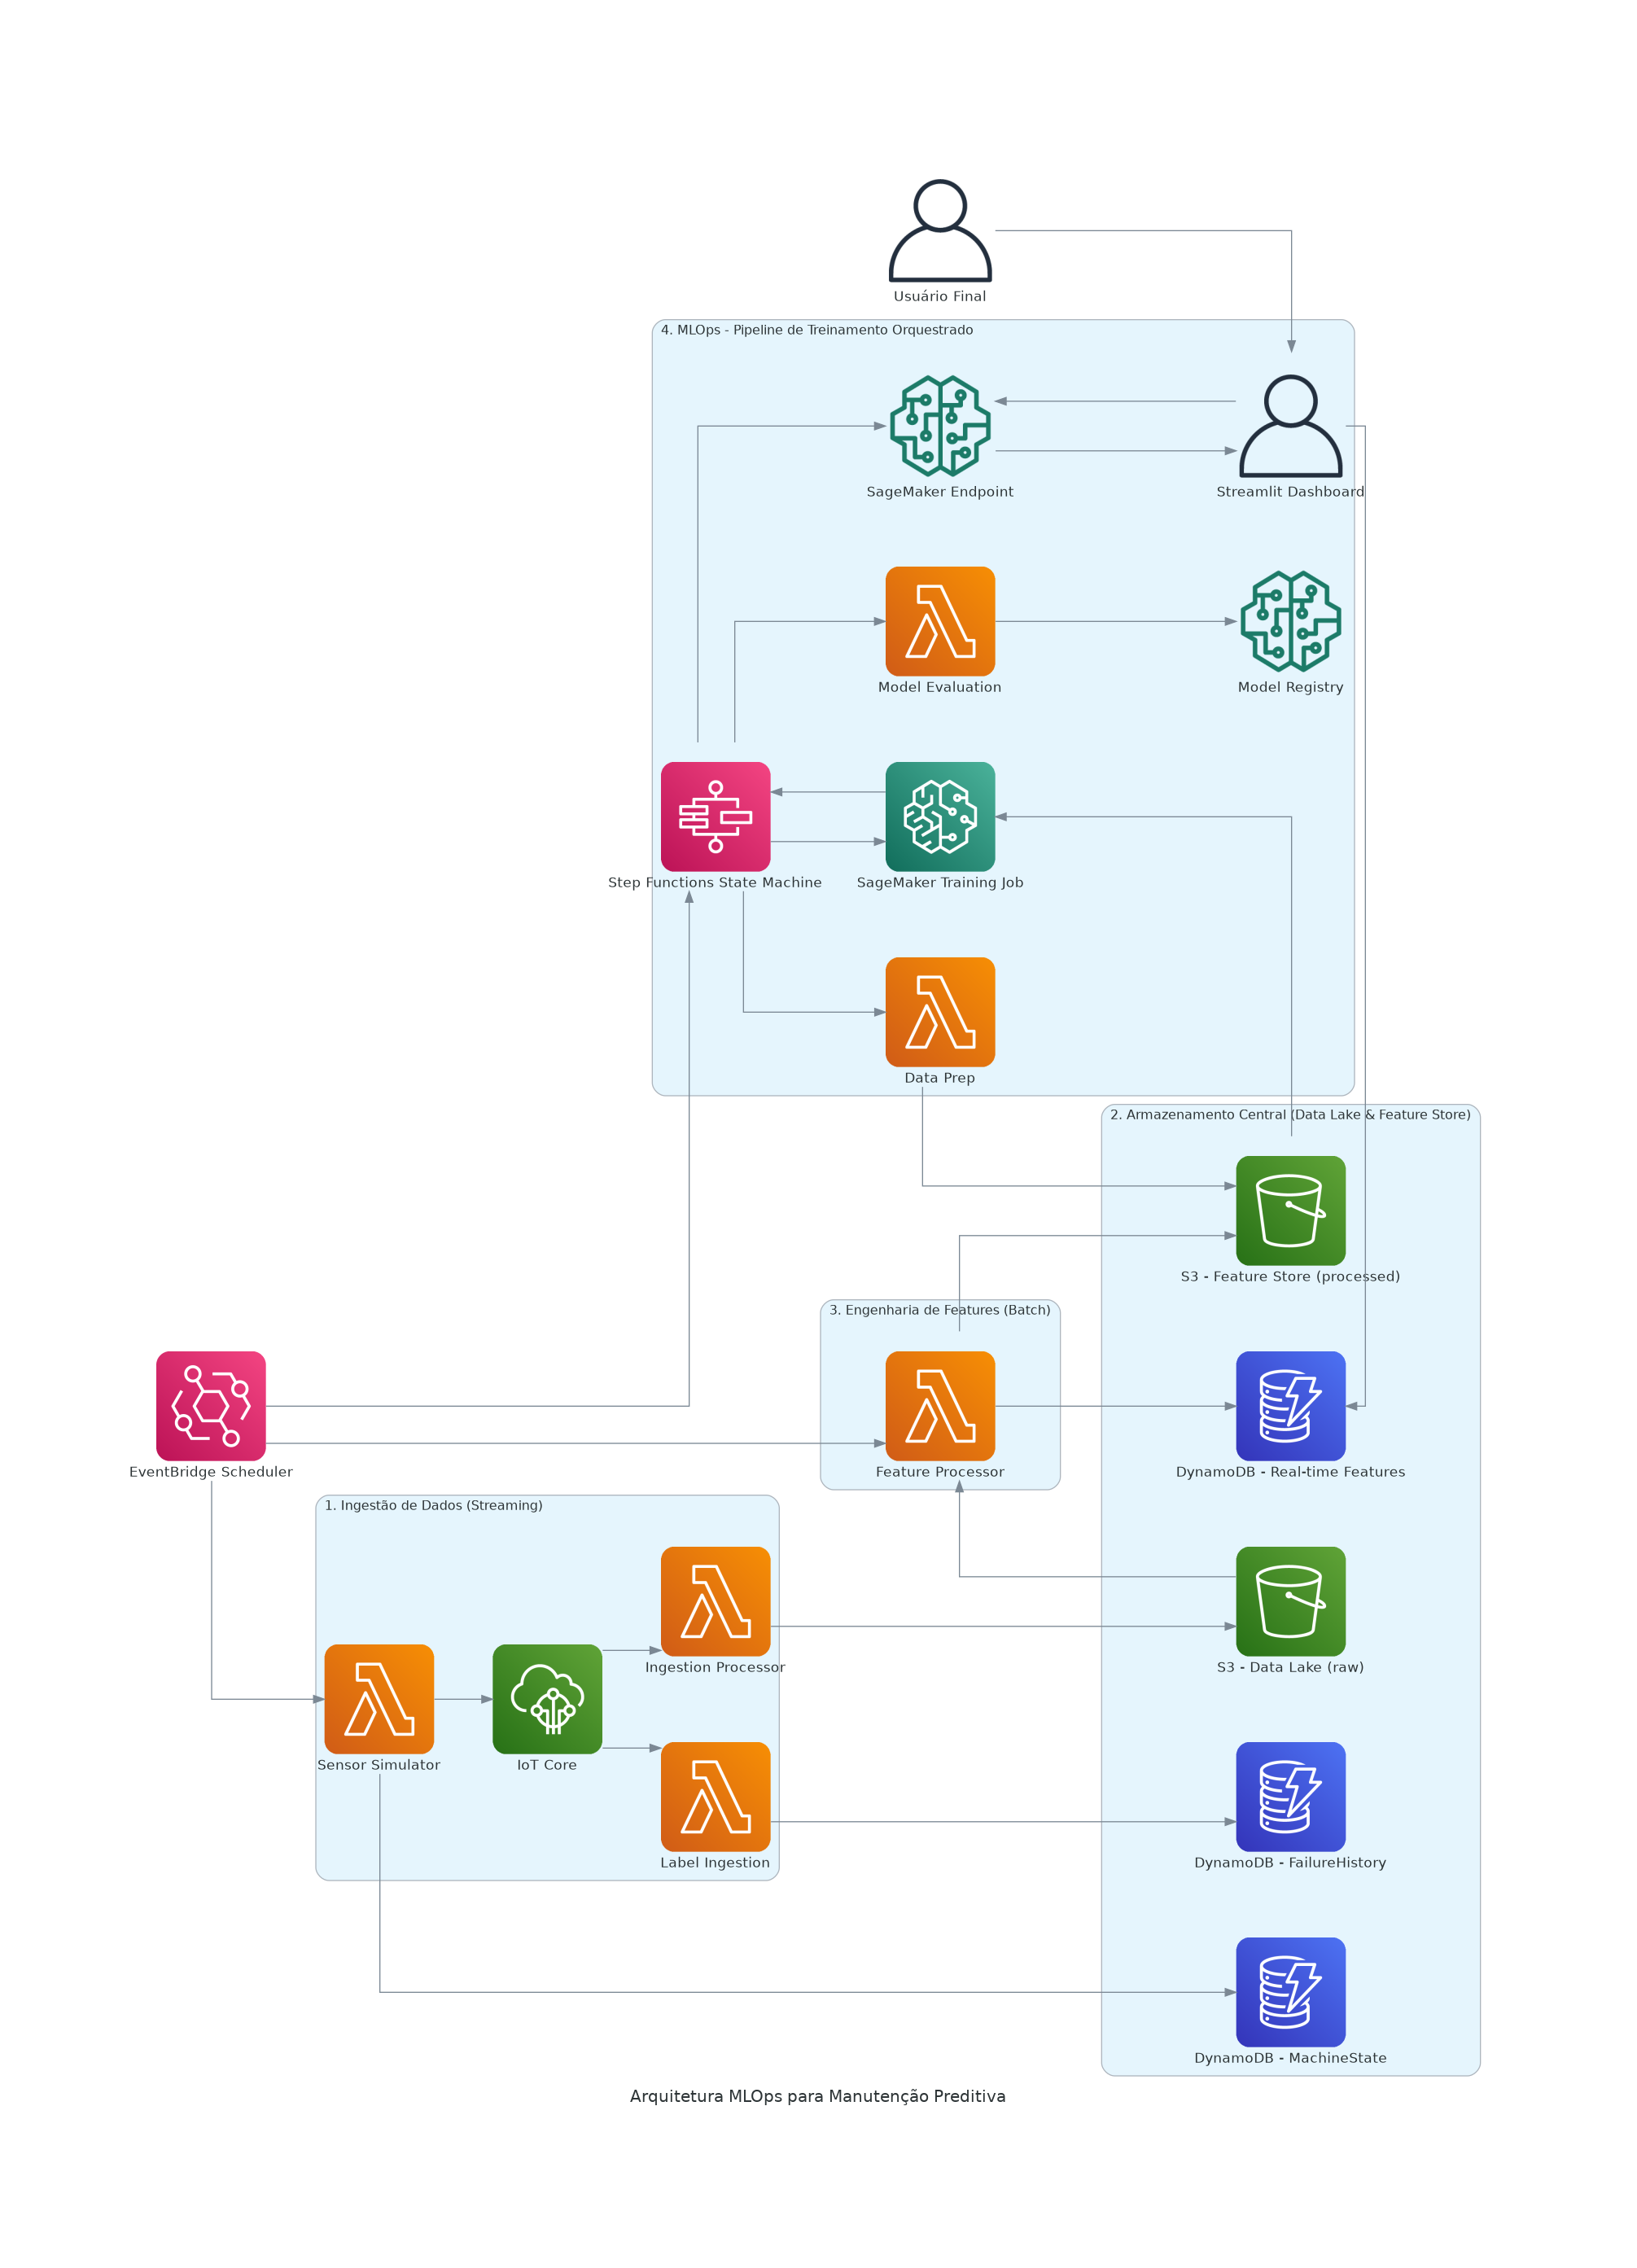 Usuário Final
4. MLOps - Pipeline de Treinamento Orquestrado
SageMaker Endpoint
Streamlit Dashboard
Model Evaluation
Model Registry
Step Functions State Machine
SageMaker Training Job
Data Prep
2. Armazenamento Central (Data Lake & Feature Store)
S3 - Feature Store (processed)
3. Engenharia de Features (Batch)
EventBridge Scheduler
Feature Processor
DynamoDB - Real-time Features
1. Ingestão de Dados (Streaming)
Ingestion Processor
S3 - Data Lake (raw)
Sensor Simulator
IoT Core
Label Ingestion
DynamoDB - FailureHistory
DynamoDB - MachineState
Arquitetura MLOps para Manutenção Preditiva